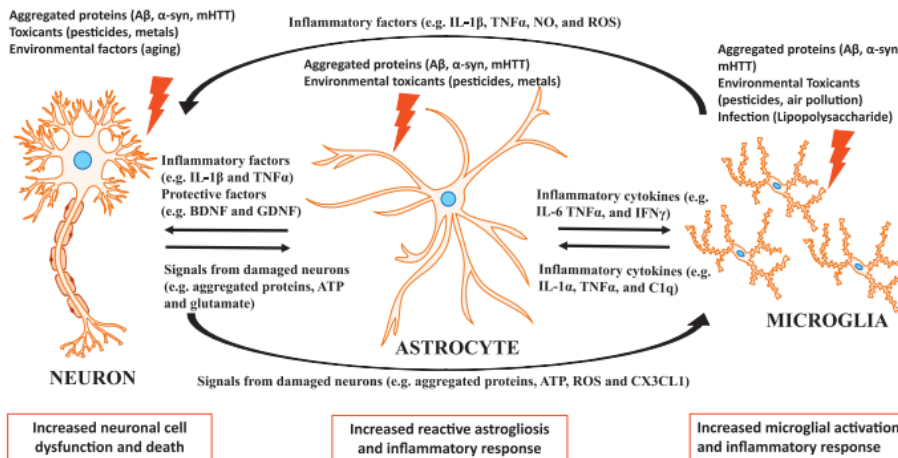 Aggregated proteins (Aβ, α-syn, mHTT)
Toxicants (pesticides, metals)
Environmental factors (aging)
Inflammatory factors (e.g. IL-1β, TNFα, NO, and ROS)
Aggregated proteins (Aβ, α-syn, mHTT)
Environmental toxicants (pesticides, metals)
Aggregated proteins (Aβ, α-syn,
mHTT)
Environmental Toxicants
(pesticides, air pollution)
Infection (Lipopolysaccharide)
Inflammatory factors
(e.g. IL-1β and TNFα)
Protective factors
(e.g. BDNF and GDNF)
Signals from damaged neurons
(e.g. aggregated proteins, ATP
and glutamate)
Inflammatory cytokines (e.g.
IL-6 TNFα, and IFNγ)
Inflammatory cytokines (e.g.
IL-1α, TNFα, and C1q)
NEURON
ASTROCYTE
MICROGLIA
Signals from damaged neurons (e.g. aggregated proteins, ATP, ROS and CX3CL1
Increased neuronal cell
dysfunction and death
Increased reactive astrogliosis
and inflammatory response
Increased microglial activation
and inflammatory response